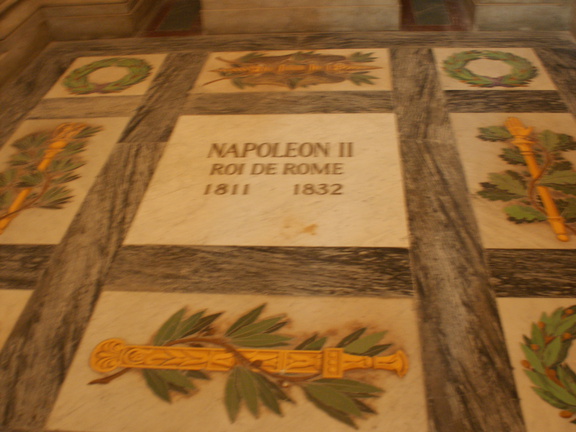 NAPOLEON II
ROI DE ROME
1811 1832